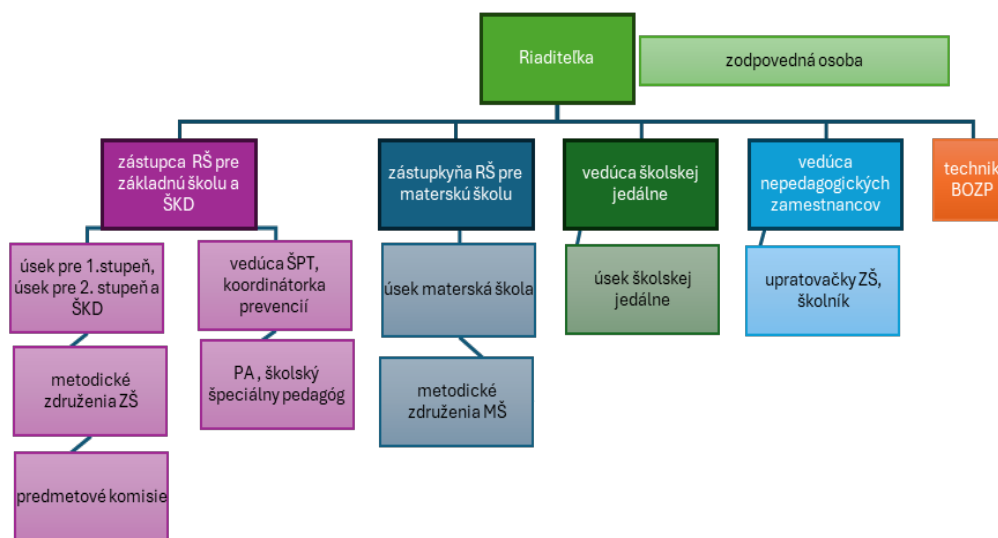 Riaditeľka
zodpovedná osoba
zástupca RŠ pre
základnú školu a
ŠKD
zástupkyňa RŠ pre
materskú školu
vedúca školskej
jedálne
vedúca
nepedagogických
zamestnancov
technik
BOZP
úsek pre 1.stupeň,
úsek pre 2. stupeň a
ŠKD
vedúca ŠPT,
koordinátorka
prevencií
úsek materská škola
úsek školskej
jedálne
upratovačky ZŠ,
školník
metodické
združenia ZŠ
PA , školský
špeciálny pedagóg
metodické
združenia MŠ
predmetové komisie